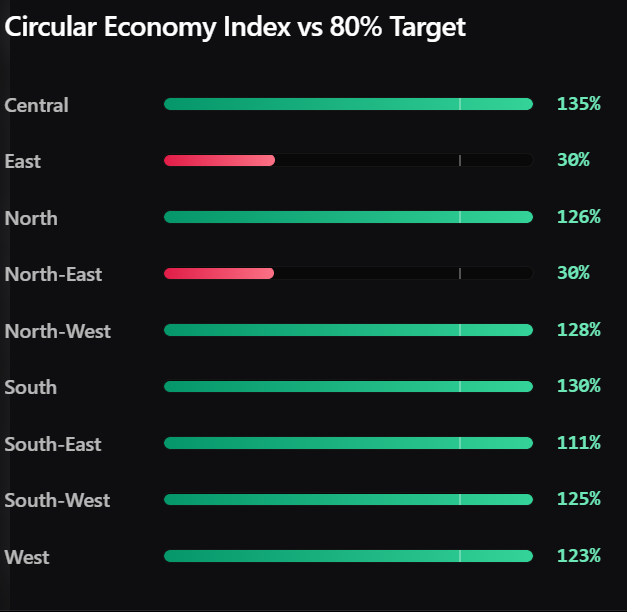 Circular Economy Index vs 80% Target
Central 135%
East 30%
North 126%
North-East 30%
North-West 128%
South 130%
South-East 111%
South-West 125%
West 123%